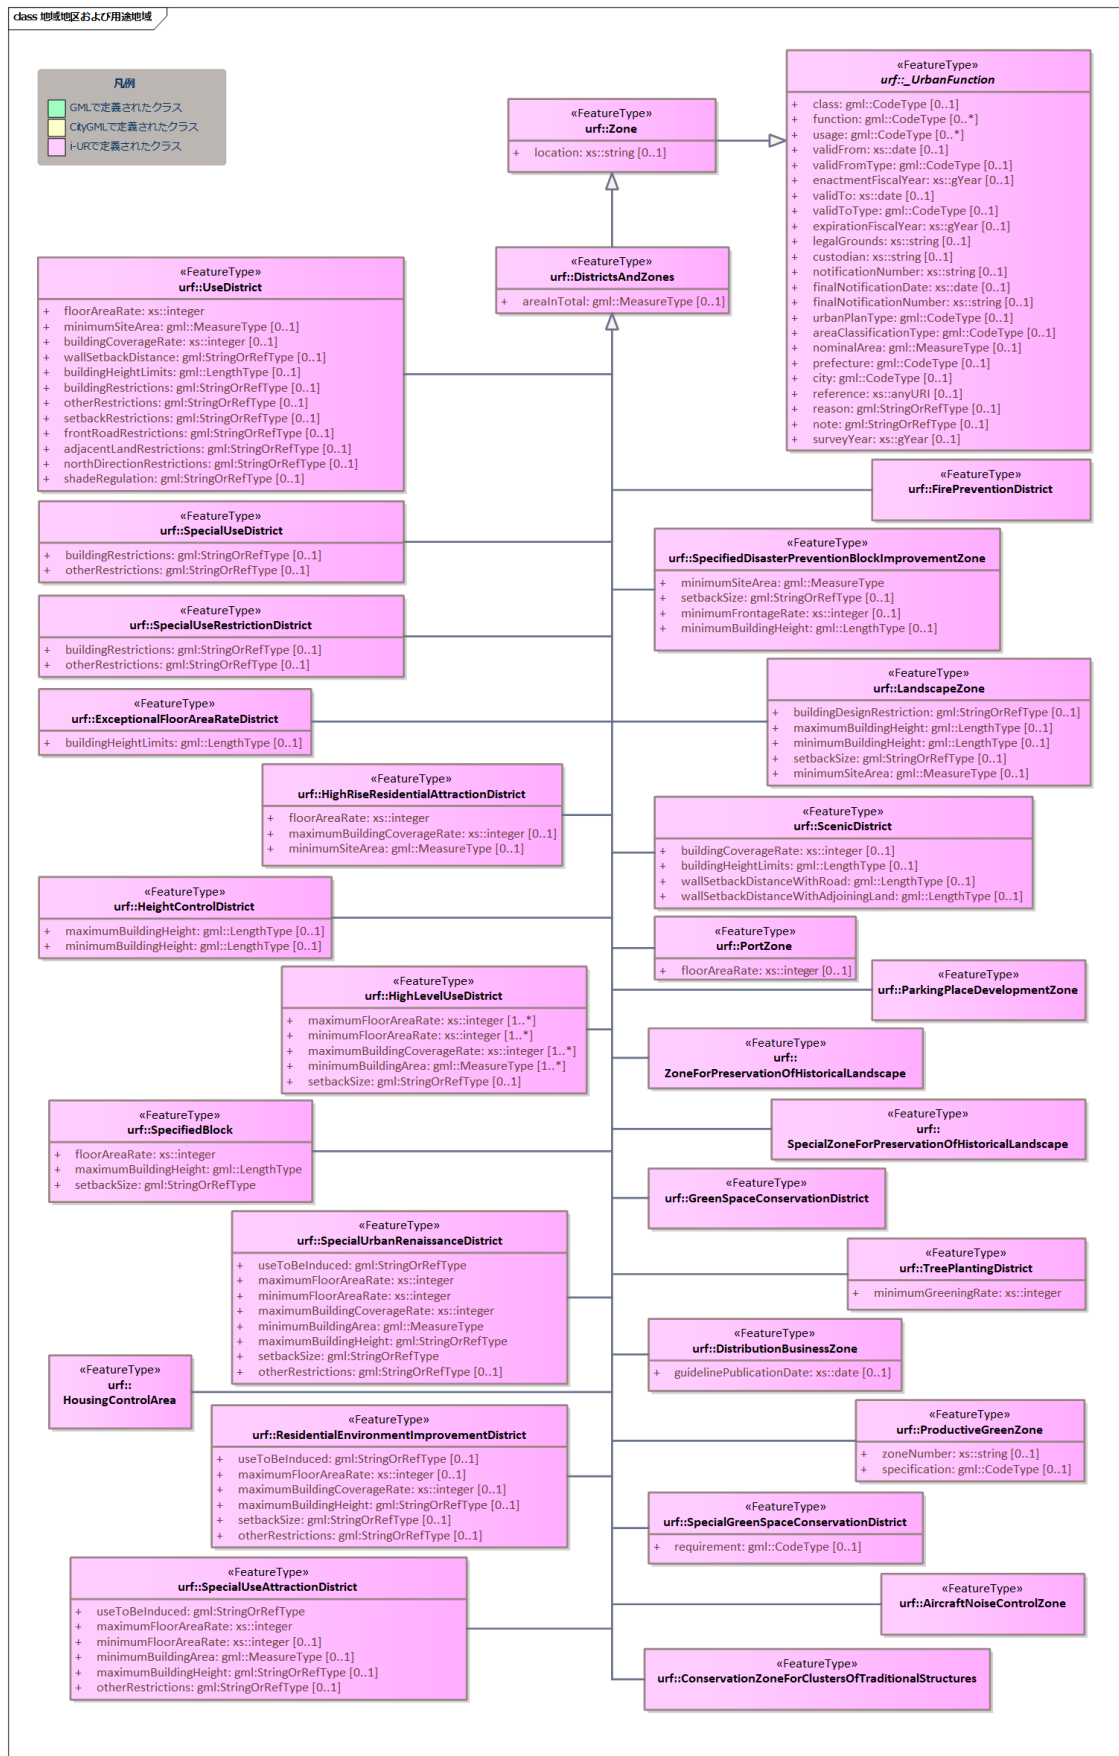 class 地域地区および用途地域
凡例
GMLで定義されたクラス
CityGMLで定義されたクラス
i-URで定義されたクラス
«FeatureType»
urf::_UrbanFunction
+ class: gml::CodeType [0..1]
+ function: gml::CodeType [0..*]
+ usage: gml::CodeType [0..*]
+ validFrom: xs::date [0..1]
+ validFromType: gml::CodeType [0..1]
+ enactmentFiscalYear: xs::gYear [0..1]
+ validTo: xs::date [0..1]
+ validToType: gml::CodeType [0..1]
+ expirationFiscalYear: xs::gYear [0..1]
+ legalGrounds: xs::string [0..1]
+ custodian: xs::string [0..1]
+ notificationNumber: xs::string [0..1]
+ finalNotificationDate: xs::date [0..1]
+ finalNotificationNumber: xs::string [0..1]
+ urbanPlanType: gml::CodeType [0..1]
+ areaClassificationType: gml::CodeType [0..1]
+ nominalArea: gml::MeasureType [0..1]
+ prefecture: gml::CodeType [0..1]
+ city: gml::CodeType [0..1]
+ reference: xs::anyURI [0..1]
+ reason: gml:StringOrRefType [0..1]
+ note: gml:StringOrRefType [0..1]
+ surveyYear: xs::gYear [0..1]
«FeatureType»
urf::Zone
+ location: xs::string [0..1]
«FeatureType»
urf::DistrictsAndZones
+ areaInTotal: gml::MeasureType [0..1]
«FeatureType»
urf::UseDistrict
+ floorAreaRate: xs::integer
+ minimumSiteArea: gml::MeasureType [0..1]
+ buildingCoverageRate: xs::integer [0..1]
+ wallSetbackDistance: gml:StringOrRefType [0..1]
+ buildingHeightLimits: gml::LengthType [0..1]
+ buildingRestrictions: gml:StringOrRefType [0..1]
+ otherRestrictions: gml:StringOrRefType [0..1]
+ setbackRestrictions: gml:StringOrRefType [0..1]
+ frontRoadRestrictions: gml:StringOrRefType [0..1]
+ adjacentLandRestrictions: gml:StringOrRefType [0..1]
+ northDirectionRestrictions: gml:StringOrRefType [0..1]
+ shadeRegulation: gml:StringOrRefType [0..1]
«FeatureType»
urf::FirePreventionDistrict
«FeatureType»
urf::SpecialUseDistrict
+ buildingRestrictions: gml:StringOrRefType [0..1]
+ otherRestrictions: gml:StringOrRefType [0..1]
«FeatureType»
urf::SpecifiedDisasterPreventionBlockImprovementZone
+ minimumSiteArea: gml::MeasureType
+ setbackSize: gml:StringOrRefType [0..1]
+ minimumFrontageRate: xs::integer [0..1]
+ minimumBuildingHeight: gml::LengthType [0..1]
«FeatureType»
urf::SpecialUseRestrictionDistrict
+ buildingRestrictions: gml:StringOrRefType [0..1]
+ otherRestrictions: gml:StringOrRefType [0..1]
«FeatureType»
urf::LandscapeZone
+ buildingDesignRestriction: gml:StringOrRefType [0..1]
+ maximumBuildingHeight: gml::LengthType [0..1]
+ minimumBuildingHeight: gml::LengthType [0..1]
+ setbackSize: gml:StringOrRefType [0..1]
+ minimumSiteArea: gml::MeasureType [0..1]
«FeatureType»
urf::ExceptionalFloorAreaRateDistrict
+ buildingHeightLimits: gml::LengthType [0..1]
«FeatureType»
urf::HighRiseResidentialAttractionDistrict
+ floorAreaRate: xs::integer
+ maximumBuildingCoverageRate: xs::integer [0..1]
+ minimumSiteArea: gml::MeasureType [0..1]
«FeatureType»
urf::ScenicDistrict
+ buildingCoverageRate: xs::integer [0..1]
+ buildingHeightLimits: gml::LengthType [0..1]
+ wallSetbackDistanceWithRoad: gml::LengthType [0..1]
+ wallSetbackDistanceWithAdjoiningLand: gml::LengthType [0..1]
«FeatureType»
urf::HeightControlDistrict
+ maximumBuildingHeight: gml::LengthType [0..1]
+ minimumBuildingHeight: gml::LengthType [0..1]
«FeatureType»
urf::PortZone
+ floorAreaRate: xs::integer [0..1]
«FeatureType»
urf::ParkingPlaceDevelopmentZone
«FeatureType»
urf::HighLevelUseDistrict
+ maximumFloorAreaRate: xs::integer [1..*]
+ minimumFloorAreaRate: xs::integer [1..*]
+ maximumBuildingCoverageRate: xs::integer [1..*]
+ minimumBuildingArea: gml::MeasureType [1..*]
+ setbackSize: gml:StringOrRefType [0..1]
«FeatureType»
urf::
ZoneForPreservationOfHistoricalLandscape
«FeatureType»
urf::SpecifiedBlock
+ floorAreaRate: xs::integer
+ maximumBuildingHeight: gml::LengthType
+ setbackSize: gml:StringOrRefType
«FeatureType»
urf::
SpecialZoneForPreservationOfHistoricalLandscape
«FeatureType»
urf::GreenSpaceConservationDistrict
«FeatureType»
urf::SpecialUrbanRenaissanceDistrict
+ useToBeInduced: gml:StringOrRefType
+ maximumFloorAreaRate: xs::integer
+ minimumFloorAreaRate: xs::integer
+ maximumBuildingCoverageRate: xs::integer
+ minimumBuildingArea: gml::MeasureType
+ maximumBuildingHeight: gml:StringOrRefType
+ setbackSize: gml:StringOrRefType
+ otherRestrictions: gml:StringOrRefType [0..1]
«FeatureType»
urf::TreePlantingDistrict
+ minimumGreeningRate: xs::integer
«FeatureType»
urf::DistributionBusinessZone
+ guidelinePublicationDate: xs::date [0..1]
«FeatureType»
urf::
HousingControlArea
«FeatureType»
urf::ResidentialEnvironmentImprovementDistrict
+ useToBeInduced: gml:StringOrRefType [0..1]
+ maximumFloorAreaRate: xs::integer [0..1]
+ maximumBuildingCoverageRate: xs::integer [0..1]
+ maximumBuildingHeight: gml:StringOrRefType [0..1]
+ setbackSize: gml:StringOrRefType [0..1]
+ otherRestrictions: gml:StringOrRefType [0..1]
«FeatureType»
urf::ProductiveGreenZone
+ zoneNumber: xs::string [0..1]
+ specification: gml::CodeType [0..1]
«FeatureType»
urf::SpecialGreenSpaceConservationDistrict
+ requirement: gml::CodeType [0..1]
«FeatureType»
urf::SpecialUseAttractionDistrict
+ useToBeInduced: gml:StringOrRefType
+ maximumFloorAreaRate: xs::integer
+ minimumFloorAreaRate: xs::integer [0..1]
+ minimumBuildingArea: gml::MeasureType [0..1]
+ maximumBuildingHeight: gml:StringOrRefType [0..1]
+ otherRestrictions: gml:StringOrRefType [0..1]
«FeatureType»
urf::AircraftNoiseControlZone
«FeatureType»
urf::ConservationZoneForClustersOfTraditionalStructures